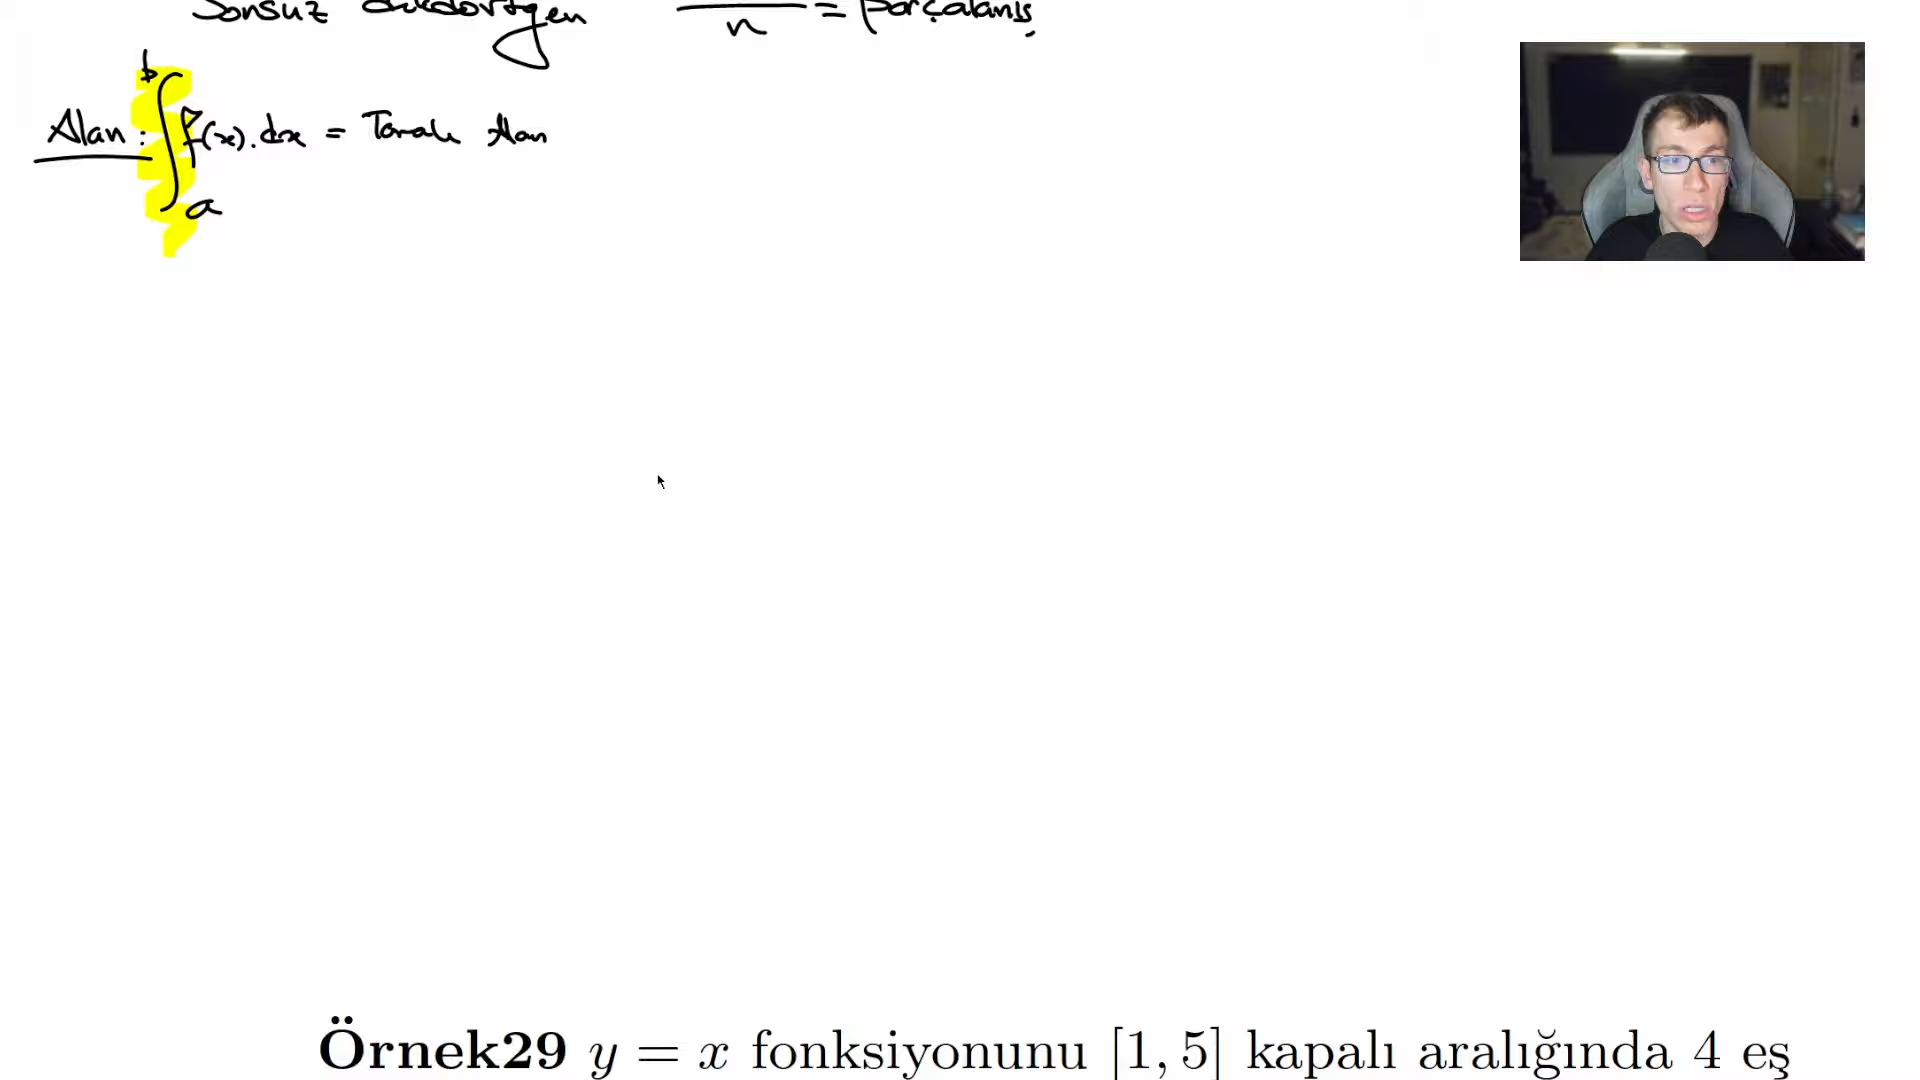 Sonsuz dikdörtgen
n = parçalanış
b
Alan : ∫ f(x).dx = Taralı Alan
a
Örnek29 y = x fonksiyonunu [1, 5] kapalı aralığında 4 eş